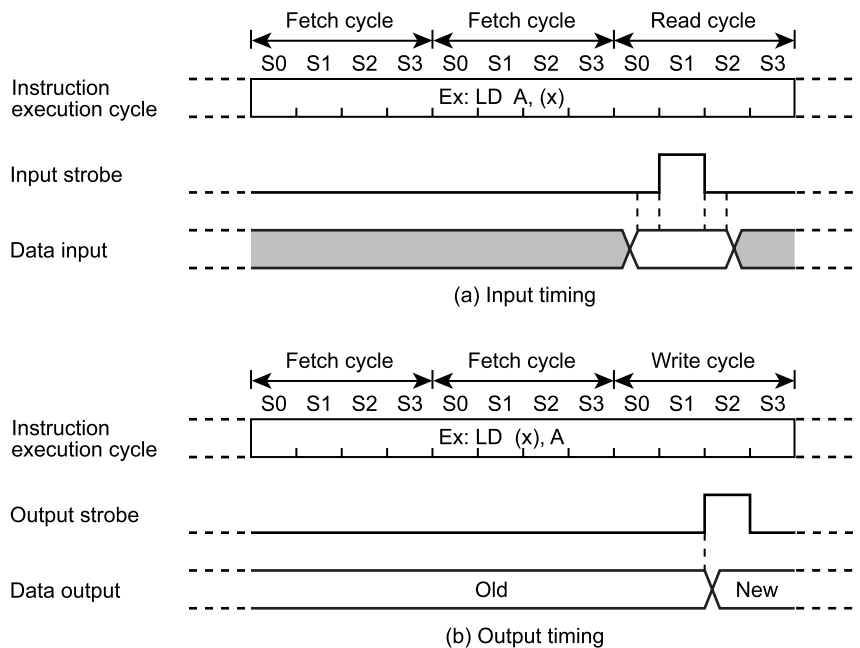 Fetch cycle Fetch cycle Read cycle
S0 S1 S2 S3 S0 S1 S2 S3 S0 S1 S2 S3
Instruction
execution cycle
Ex: LD A, (x)
Input strobe
Data input
(a) Input timing
Fetch cycle Fetch cycle Write cycle
S0 S1 S2 S3 S0 S1 S2 S3 S0 S1 S2 S3
Instruction
execution cycle
Ex: LD (x), A
Output strobe
Data output Old New
(b) Output timing